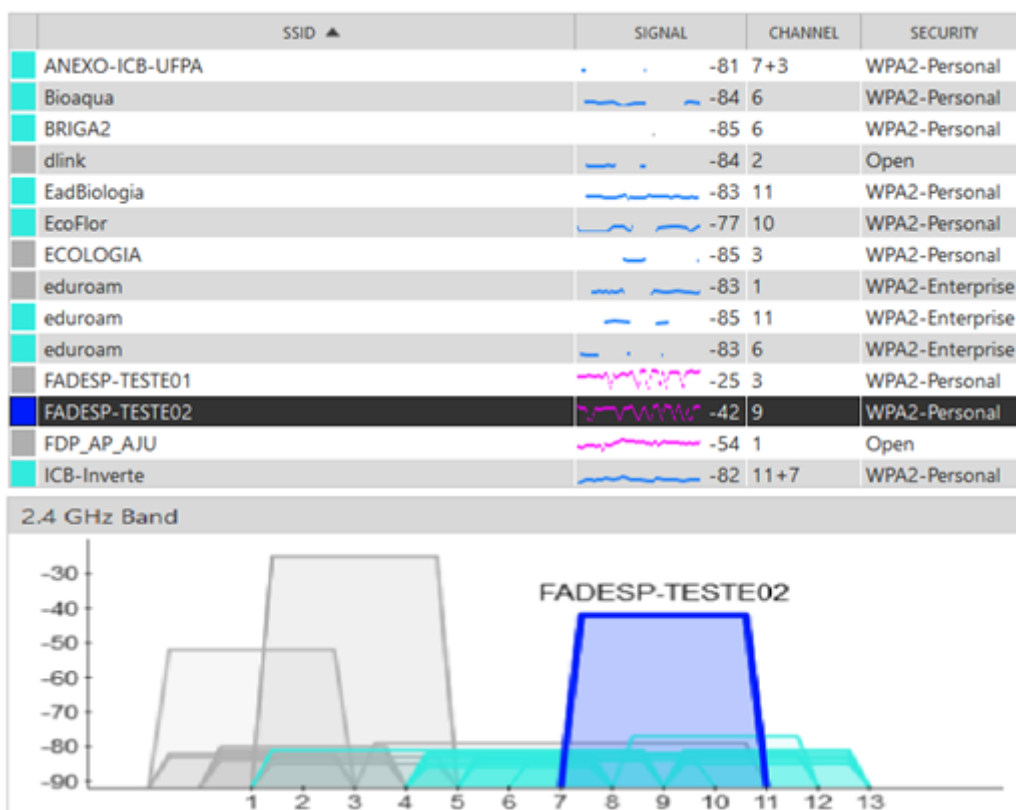 SSID ▲ SIGNAL CHANNEL SECURITY
ANEXO-ICB-UFPA -81 7+3 WPA2-Personal
Bioaqua -84 6 WPA2-Personal
BRIGA2 -85 6 WPA2-Personal
dlink -84 2 Open
EadBiologia -83 11 WPA2-Personal
EcoFlor -77 10 WPA2-Personal
ECOLOGIA -85 3 WPA2-Personal
eduroam -83 1 WPA2-Enterprise
eduroam -85 11 WPA2-Enterprise
eduroam -83 6 WPA2-Enterprise
FADESP-TESTE01 -25 3 WPA2-Personal
FADESP-TESTE02 -42 9 WPA2-Personal
FDP_AP_AJU -54 1 Open
ICB-Inverte -82 11+7 WPA2-Personal
2.4 GHz Band
-30
FADESP-TESTE02
-40
-50
-60
-70
-80
-90
1 2 3 4 5 6 7 8 9 10 11 12 13